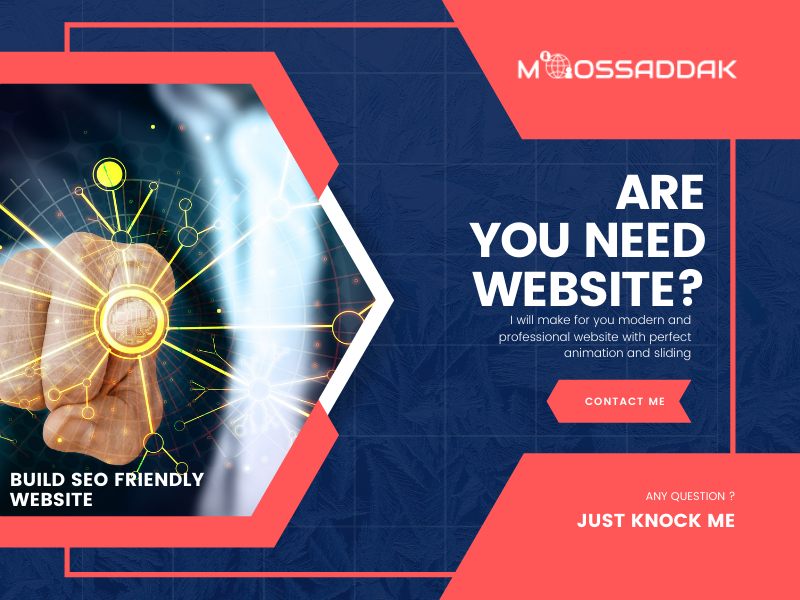 MOSSADDAK
ARE
YOU NEED
WEBSITE?
I will make for you modern and
professional website with perfect
animation and sliding
CONTACT ME
BUILD SEO FRIENDLY
WEBSITE
ANY QUESTION ?
JUST KNOCK ME